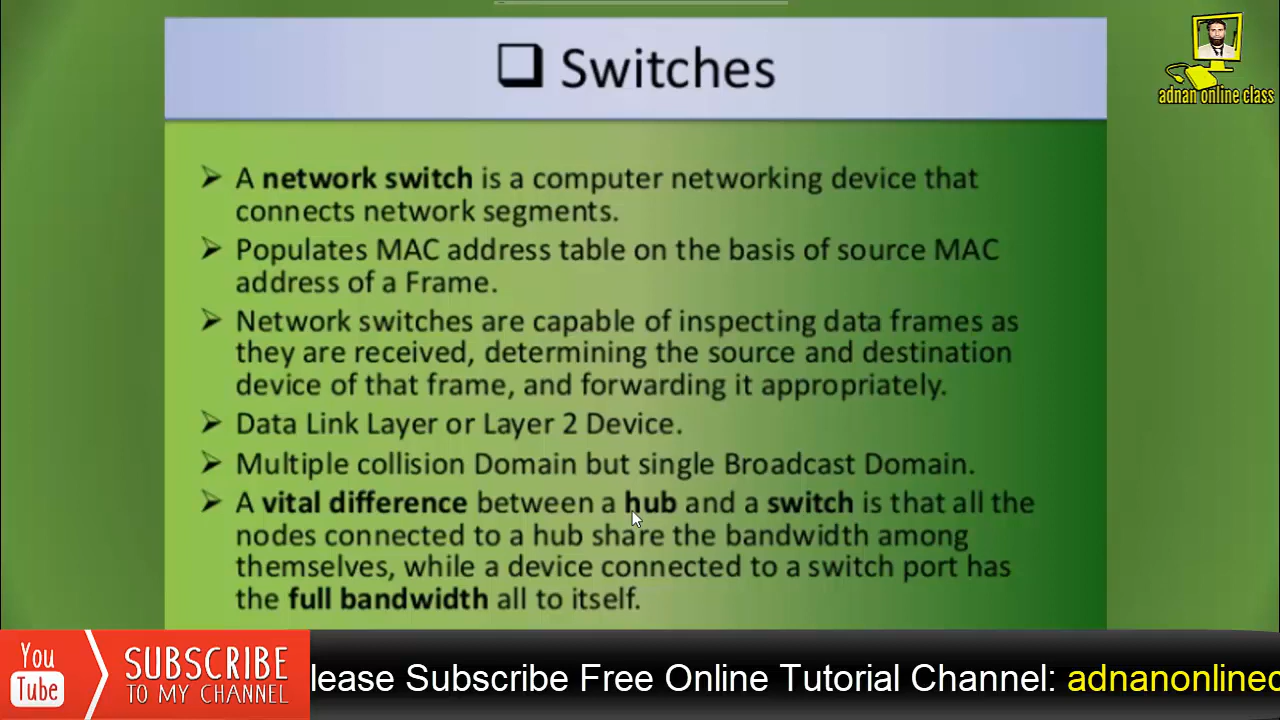 Switches
adnan online class
A network switch is a computer networking device that
connects network segments.
Populates MAC address table on the basis of source MAC
address of a Frame.
Network switches are capable of inspecting data frames as
they are received, determining the source and destination
device of that frame, and forwarding it appropriately.
Data Link Layer or Layer 2 Device.
Multiple collision Domain but single Broadcast Domain.
A vital difference between a hub and a switch is that all the
nodes connected to a hub share the bandwidth among
themselves, while a device connected to a switch port has
the full bandwidth all to itself.
You
Tube
SUBSCRIBE
TO MY CHANNEL
lease Subscribe Free Online Tutorial Channel: adnanonlinec